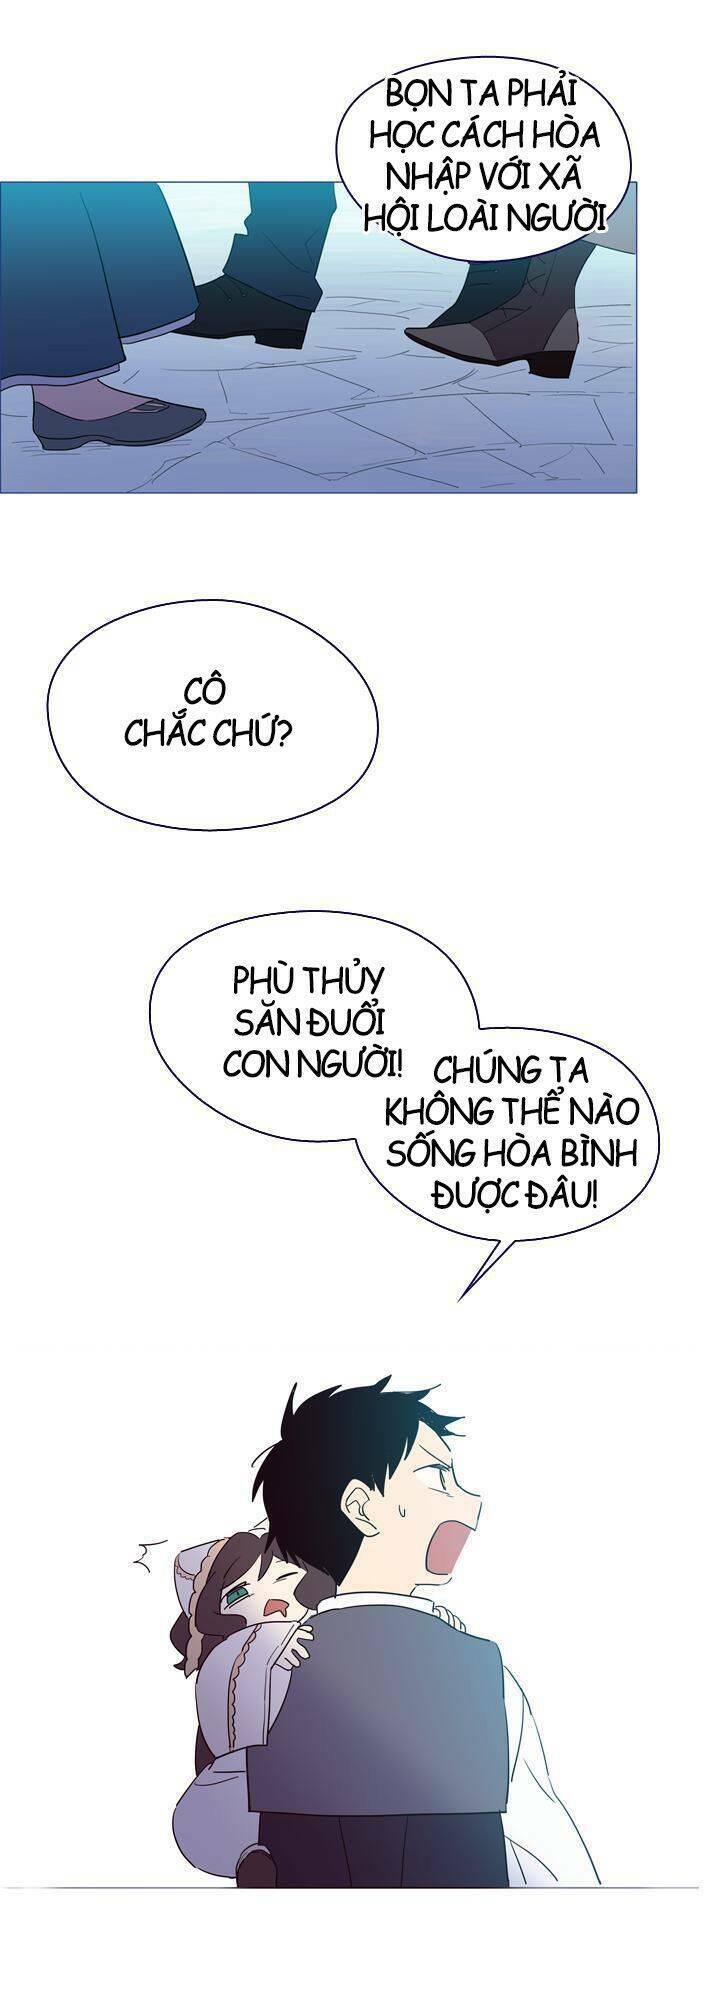 BỌN TA PHẢI
HỌC CÁCH HÒA
NHẬP VỚI XÃ
HỘI LOÀI NGƯỜI
CÔ
CHẮC CHỨ?
PHÙ THỦY
SĂN ĐUỔI
CON NGƯỜI!
CHÚNG TA
KHÔNG THỂ NÀO
SỐNG HÒA BÌNH
ĐƯỢC ĐÂU!